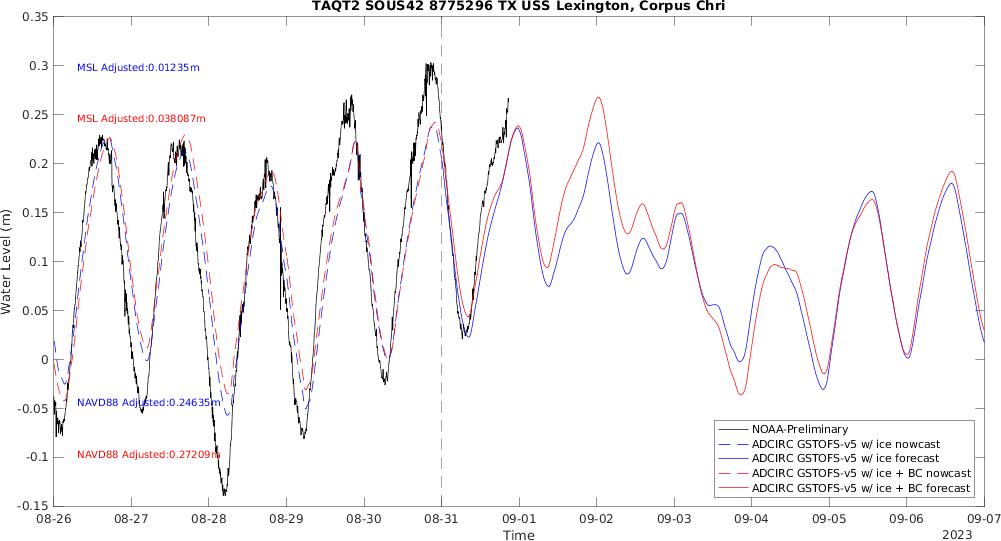 TAQT2 SOUS42 8775296 TX USS Lexington, Corpus Chri
0.35
0.3
0.25
0.2
0.15
0.1
0.05
0
-0.05
-0.1
-0.15
Water Level (m)
MSL Adjusted:0.01235m
MSL Adjusted:0.038087m
NAVD88 Adjusted:0.24635m
NAVD88 Adjusted:0.27209m
NOAA-Preliminary
ADCIRC GSTOFS-v5 w/ ice nowcast
ADCIRC GSTOFS-v5 w/ ice forecast
ADCIRC GSTOFS-v5 w/ ice + BC nowcast
ADCIRC GSTOFS-v5 w/ ice + BC forecast
08-26 08-27 08-28 08-29 08-30 08-31 09-01 09-02 09-03 09-04 09-05 09-06 09-07
Time
2023